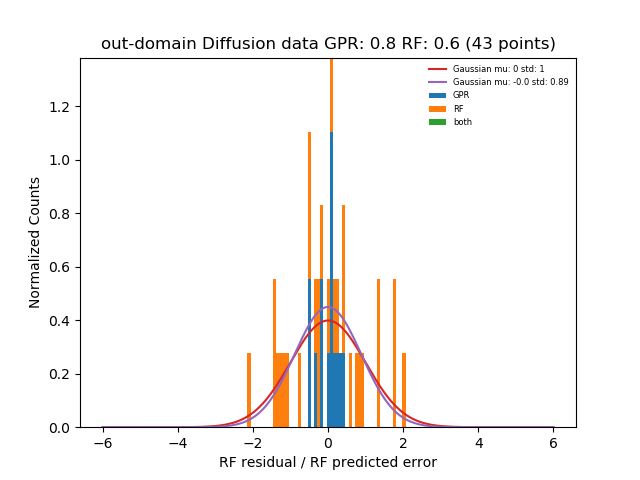 out-domain Diffusion data GPR: 0.8 RF: 0.6 (43 points)
Gaussian mu: 0 std: 1
Gaussian mu: -0.0 std: 0.89
GPR
RF
both
Normalized Counts
1.2
1.0
0.8
0.6
0.4
0.2
0.0
−6 −4 −2 0 2 4 6
RF residual / RF predicted error